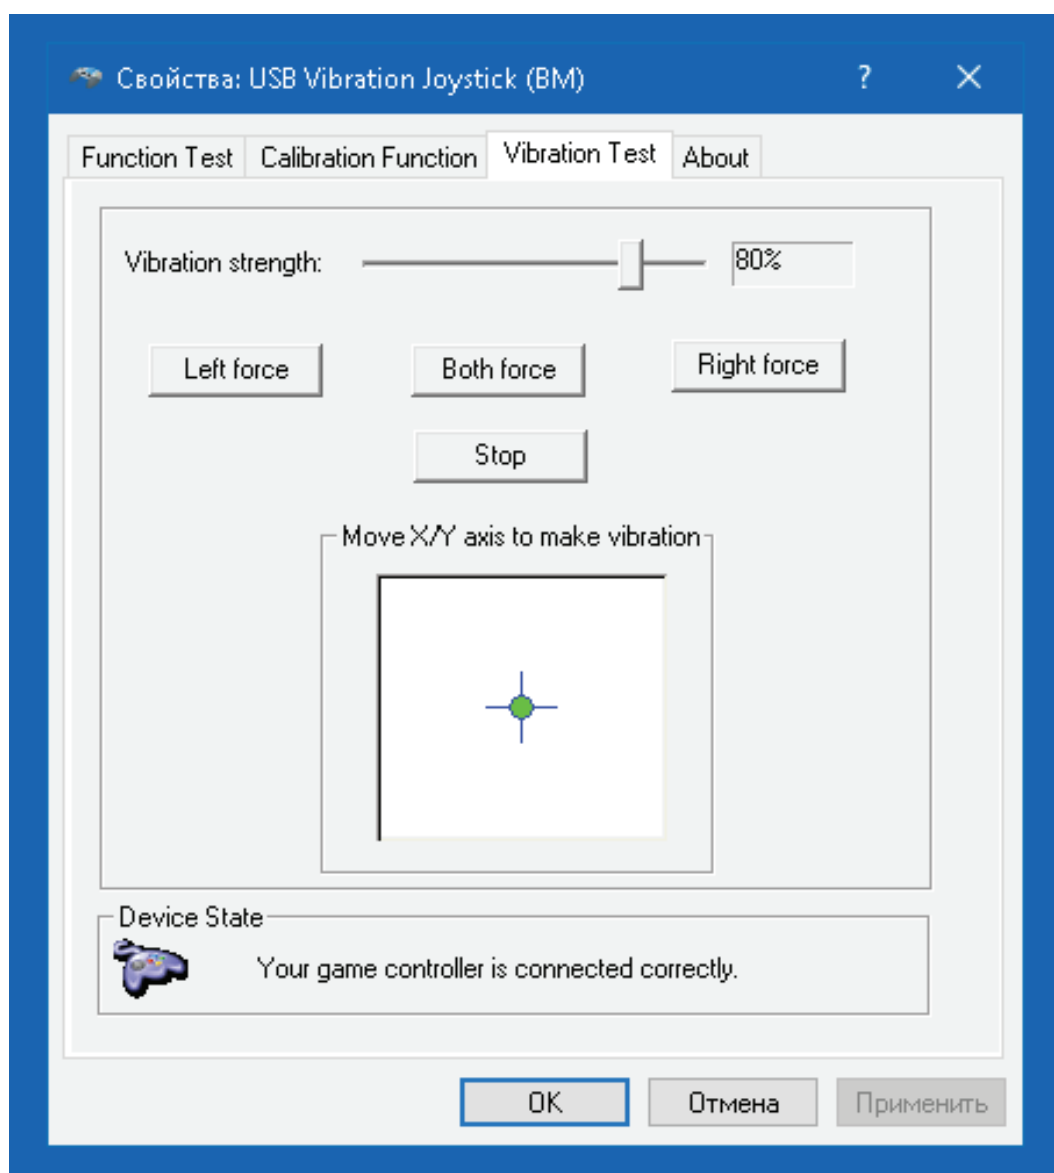 Свойства: USB Vibration Joystick (BM) ? ×
Function Test Calibration Function Vibration Test About
Vibration strength: 80%
Left force Both force Right force
Stop
Move X/Y axis to make vibration
Device State
Your game controller is connected correctly.
OK Отмена Применить